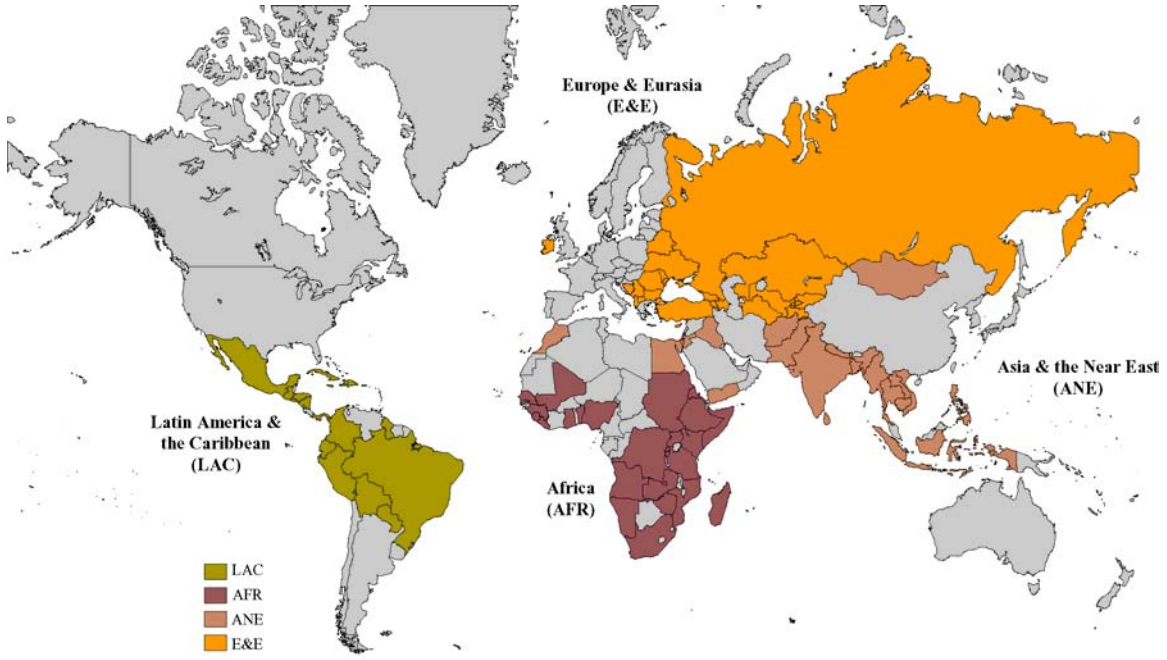 Europe & Eurasia
(E&E)
Asia & the Near East
(ANE)
Latin America &
the Caribbean
(LAC)
Africa
(AFR)
LAC
AFR
ANE
E&E